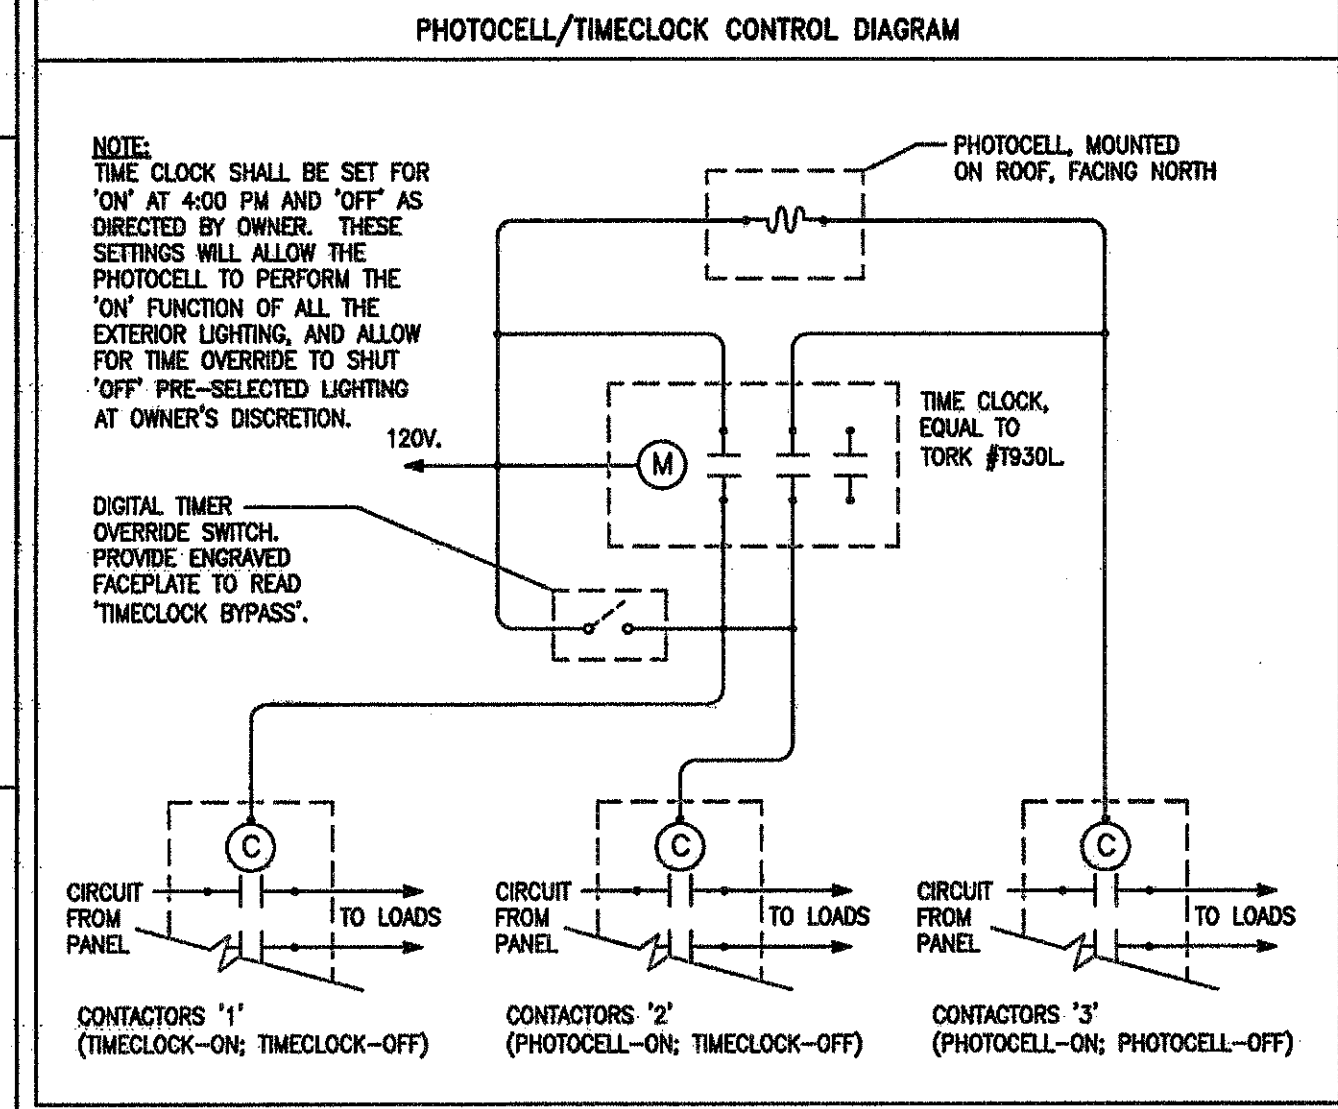 PHOTOCELL/TIMECLOCK CONTROL DIAGRAM
NOTE:
TIME CLOCK SHALL BE SET FOR
'ON' AT 4:00 PM AND 'OFF' AS
DIRECTED BY OWNER. THESE
SETTINGS WILL ALLOW THE
PHOTOCELL TO PERFORM THE
'ON' FUNCTION OF ALL THE
EXTERIOR LIGHTING, AND ALLOW
FOR TIME OVERRIDE TO SHUT
'OFF' PRE-SELECTED LIGHTING
AT OWNER'S DISCRETION.
PHOTOCELL, MOUNTED
ON ROOF, FACING NORTH
120V.
M
TIME CLOCK,
EQUAL TO
TORK #T930L
DIGITAL TIMER
OVERRIDE SWITCH.
PROVIDE ENGRAVED
FACEPLATE TO READ
'TIMECLOCK BYPASS'.
C
CIRCUIT
FROM
PANEL
TO LOADS
CONTACTORS '1'
(TIMECLOCK-ON; TIMECLOCK-OFF)
C
CIRCUIT
FROM
PANEL
TO LOADS
CONTACTORS '2'
(PHOTOCELL-ON; TIMECLOCK-OFF)
C
CIRCUIT
FROM
PANEL
TO LOADS
CONTACTORS '3'
(PHOTOCELL-ON; PHOTOCELL-OFF)